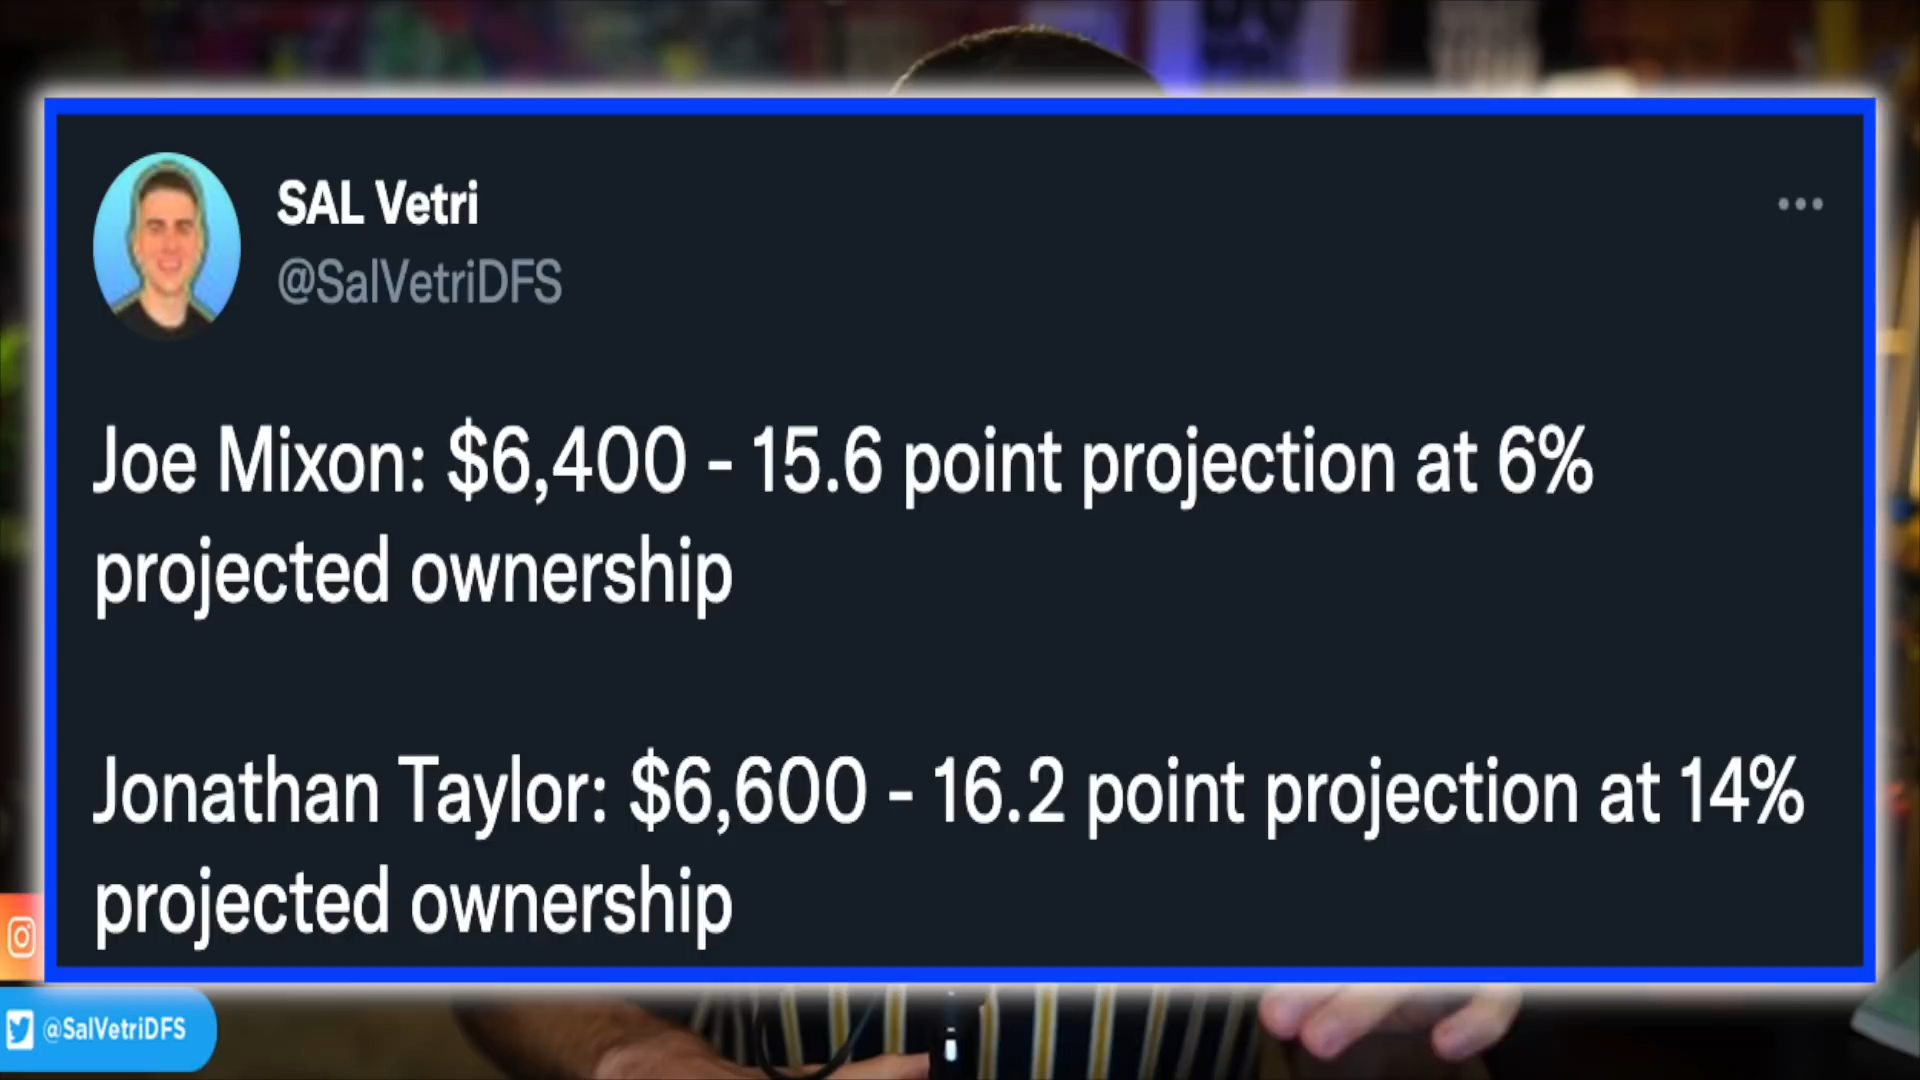 SAL Vetri
@SalVetriDFS
Joe Mixon: $6,400 - 15.6 point projection at 6%
projected ownership
Jonathan Taylor: $6,600 - 16.2 point projection at 14%
projected ownership
@SalVetriDFS